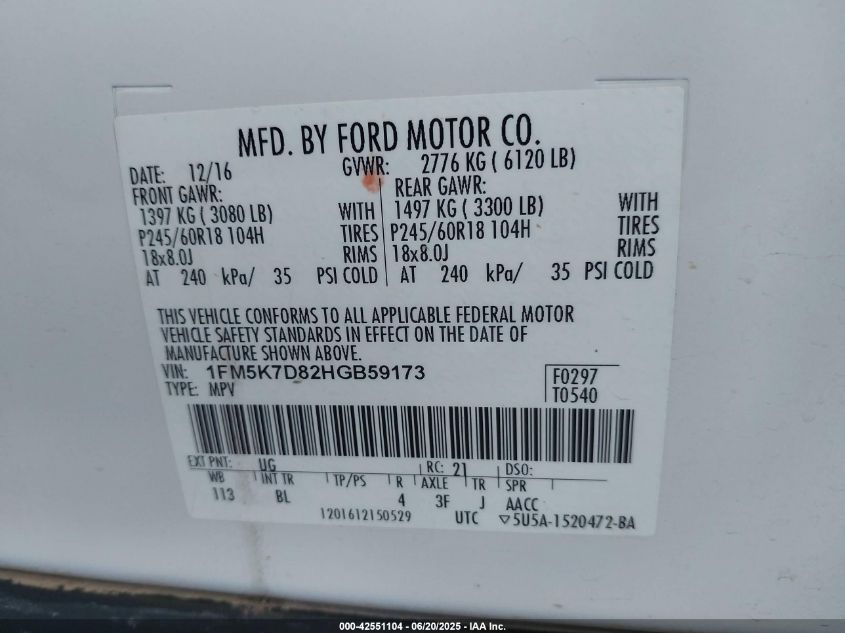 MFD. BY FORD MOTOR CO.
DATE: 12/16 GVWR: 2776 KG ( 6120 LB)
FRONT GAWR: REAR GAWR:
1397 KG ( 3080 LB) WITH 1497 KG ( 3300 LB) WITH
P245/60R18 104H TIRES P245/60R18 104H TIRES
18x8.0J RIMS 18x8.0J RIMS
AT 240 kPa/ 35 PSI COLD AT 240 kPa/ 35 PSI COLD
THIS VEHICLE CONFORMS TO ALL APPLICABLE FEDERAL MOTOR
VEHICLE SAFETY STANDARDS IN EFFECT ON THE DATE OF
MANUFACTURE SHOWN ABOVE.
VIN: 1FM5K7D82HGB59173 F0297
TYPE: MPV T0540
EXT PNT: UG RC: 21 DSO:
WB INT TR TP/PS R AXLE TR SPR
113 BL 4 3F J AACC
1201612150529 UTC ▽5U5A-1520472-BA
000-42551104 - 06/20/2025 - IAA Inc.